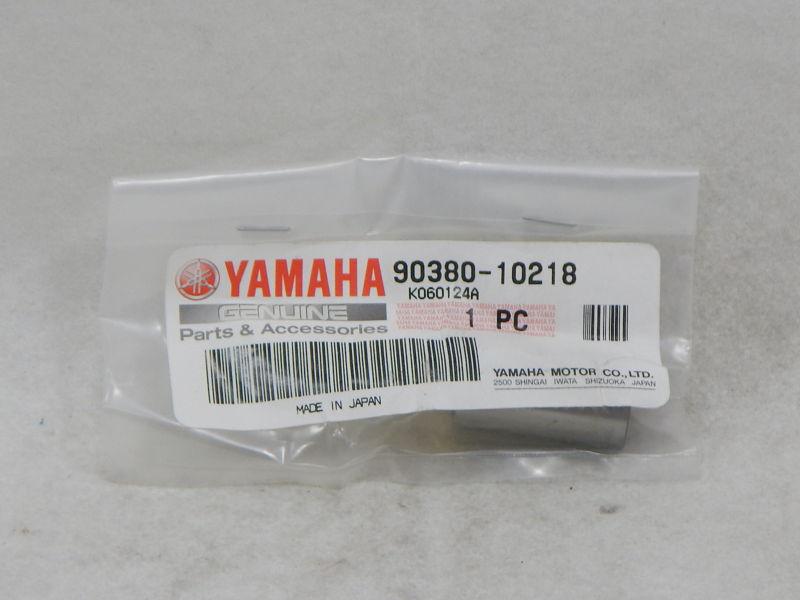 YAMAHA 90380-10218
K060124A
GENUINE
Parts & Accessories
1 PC
YAMAHA MOTOR CO.,LTD.
2500 SHINGAI IWATA SHIZUOKA JAPAN
MADE IN JAPAN